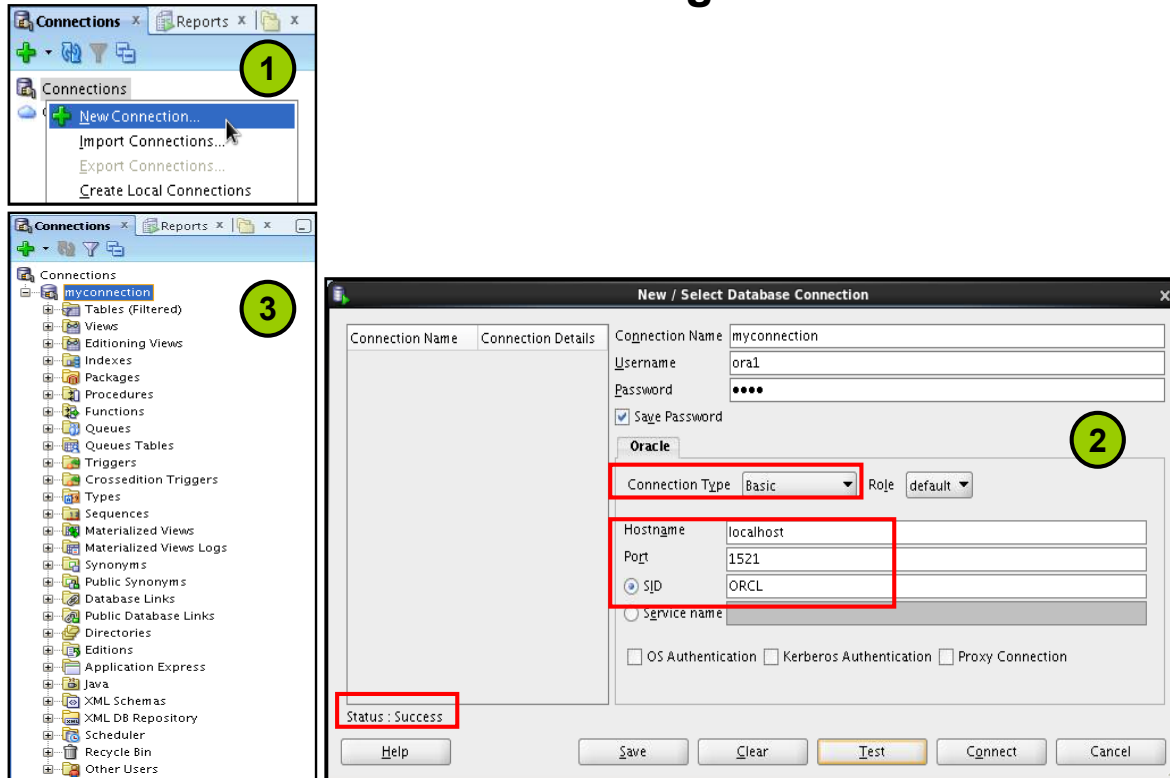 g
Connections x Reports x x
1
Connections
New Connection...
Import Connections...
Export Connections...
Create Local Connections
Connections x Reports x x
Connections
myconnection
3
Tables (Filtered)
Views
Editioning Views
Indexes
Packages
Procedures
Functions
Queues
Queues Tables
Triggers
Crossedition Triggers
Types
Sequences
Materialized Views
Materialized Views Logs
Synonyms
Public Synonyms
Database Links
Public Database Links
Directories
Editions
Application Express
Java
XML Schemas
XML DB Repository
Scheduler
Recycle Bin
Other Users
New / Select Database Connection x
Connection Name Connection Details
Connection Name myconnection
Username ora1
Password ••••
Save Password
Oracle
2
Connection Type Basic Role default
Hostname localhost
Port 1521
SID ORCL
Service name
OS Authentication Kerberos Authentication Proxy Connection
Status : Success
Help Save Clear Test Connect Cancel